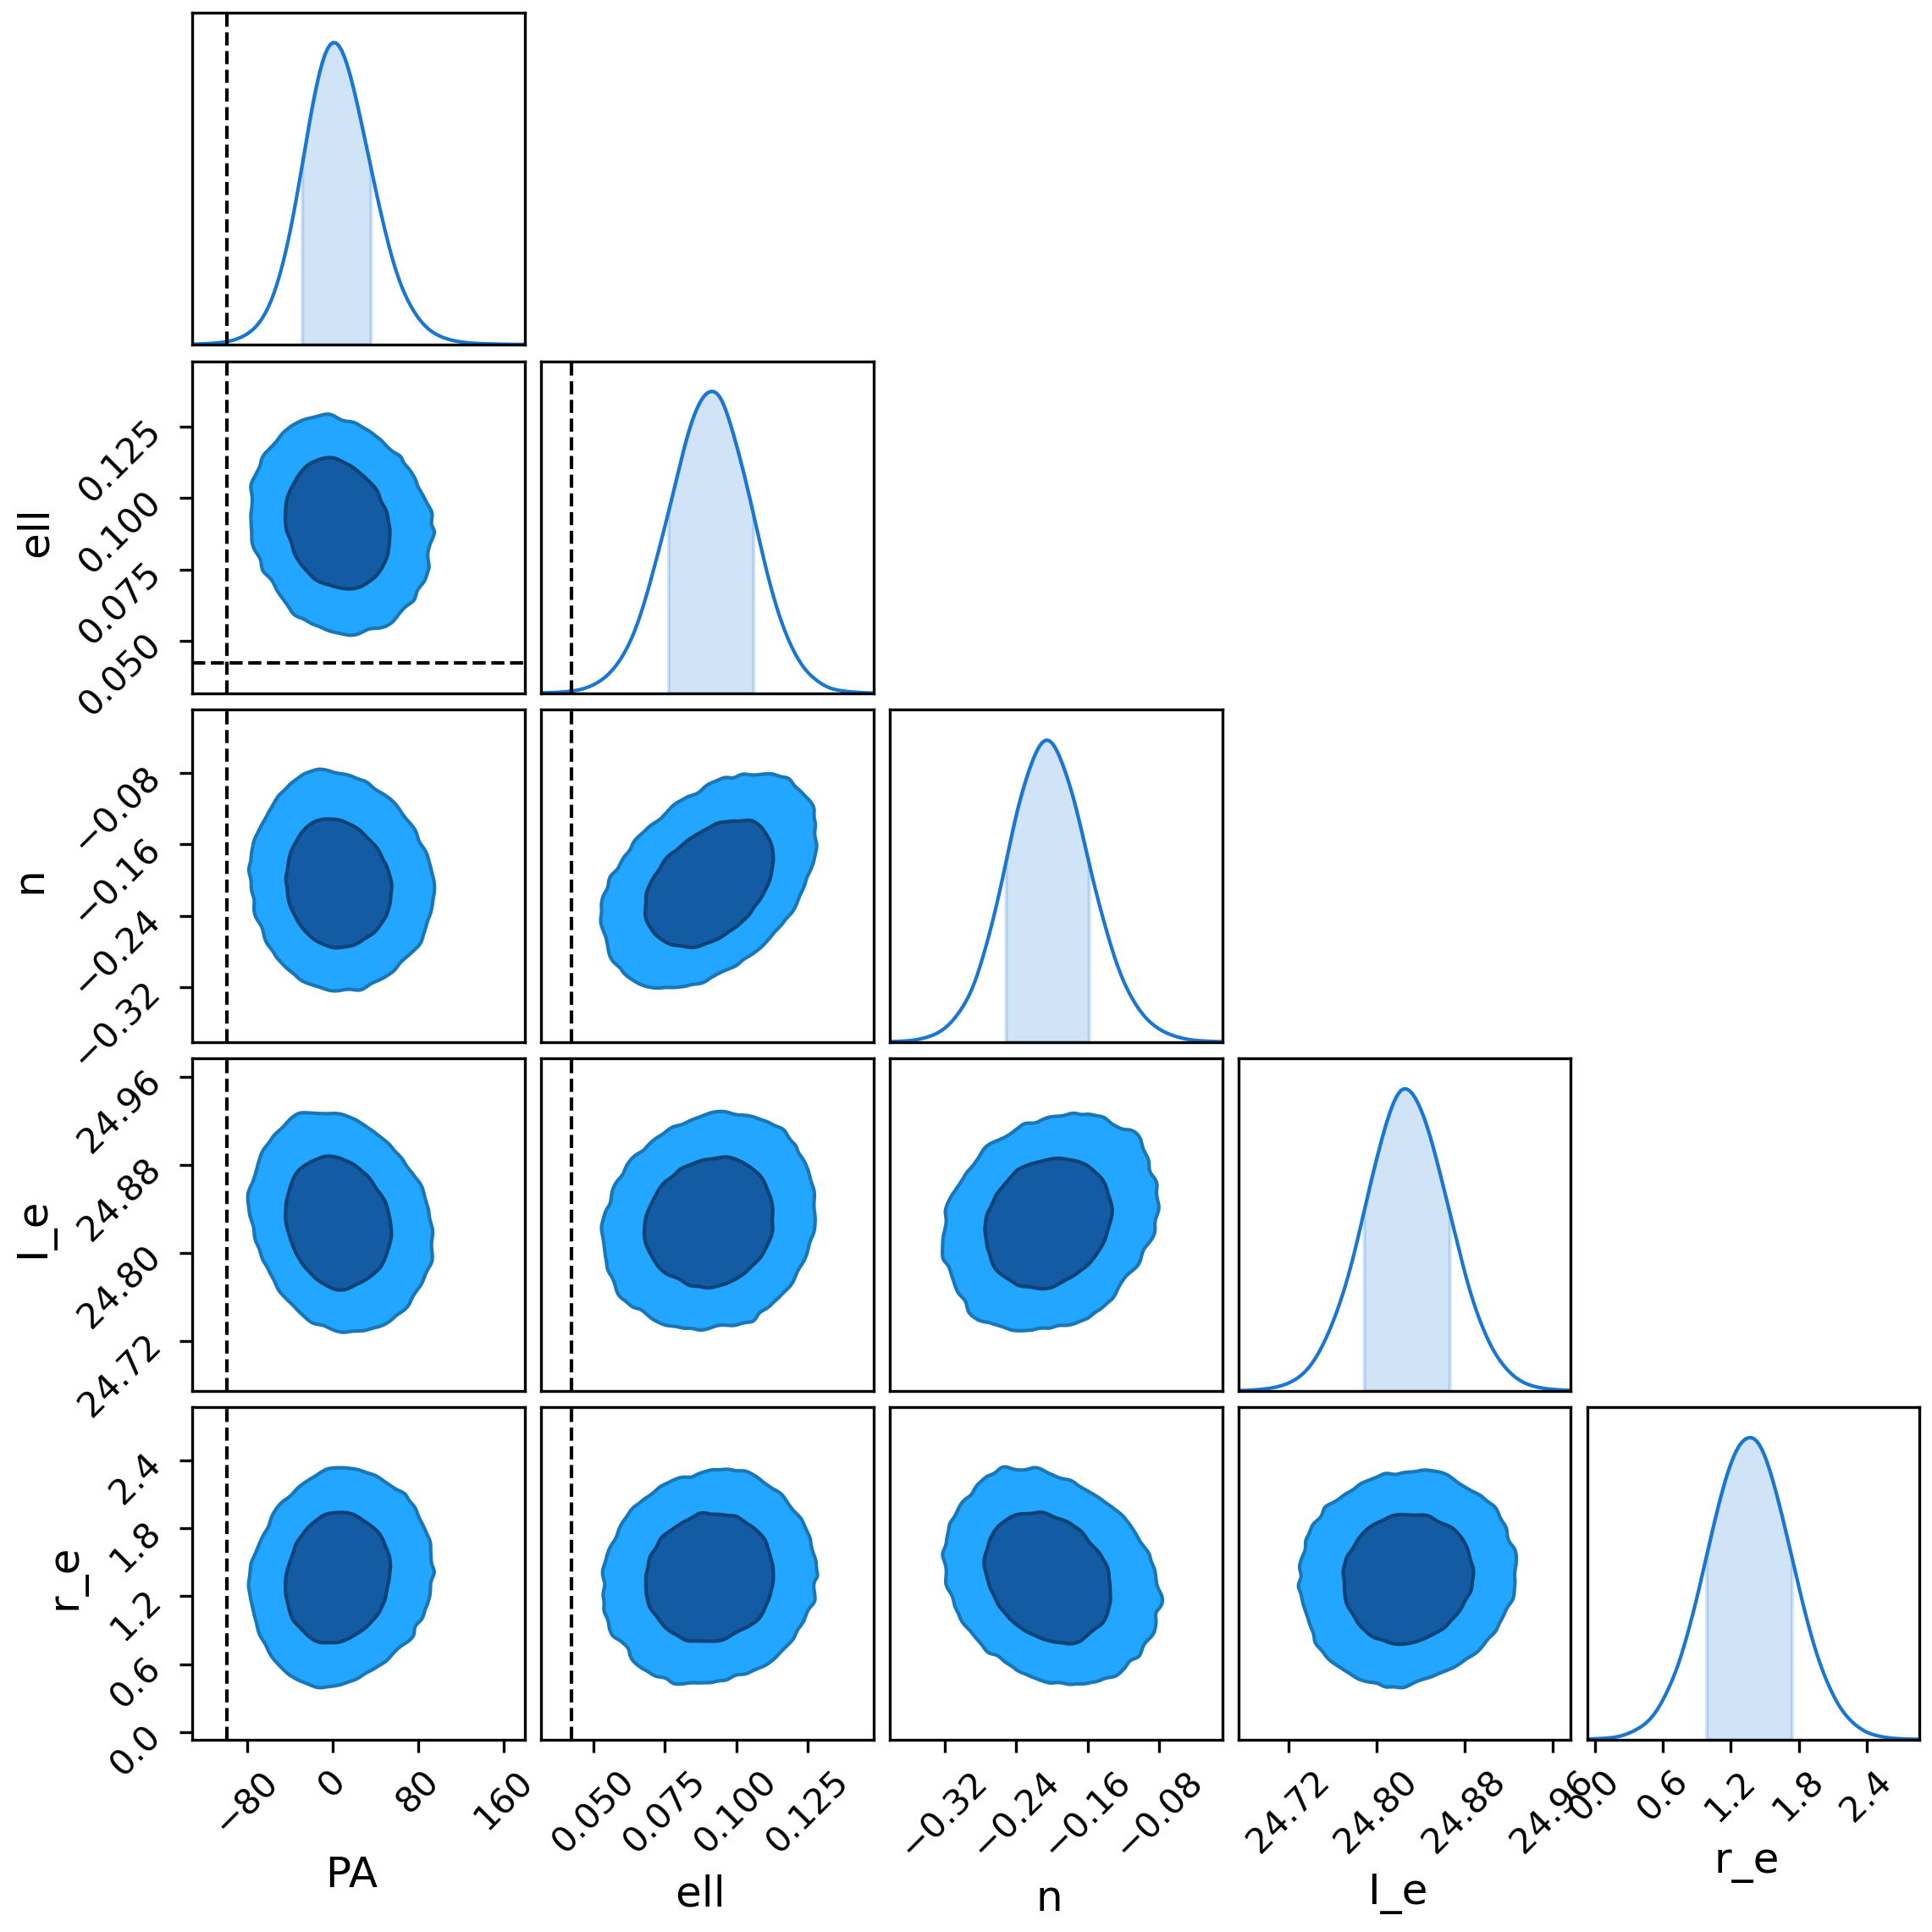 ell
0.125
0.100
0.075
0.050
n
−0.08
−0.16
−0.24
−0.32
I_e
24.96
24.88
24.80
24.72
r_e
2.4
1.8
1.2
0.6
0.0
−80 0 80 160
0.050 0.075 0.100 0.125
−0.32 −0.24 −0.16 −0.08
24.72 24.80 24.88 24.96
0.0 0.6 1.2 1.8 2.4
PA ell n I_e r_e